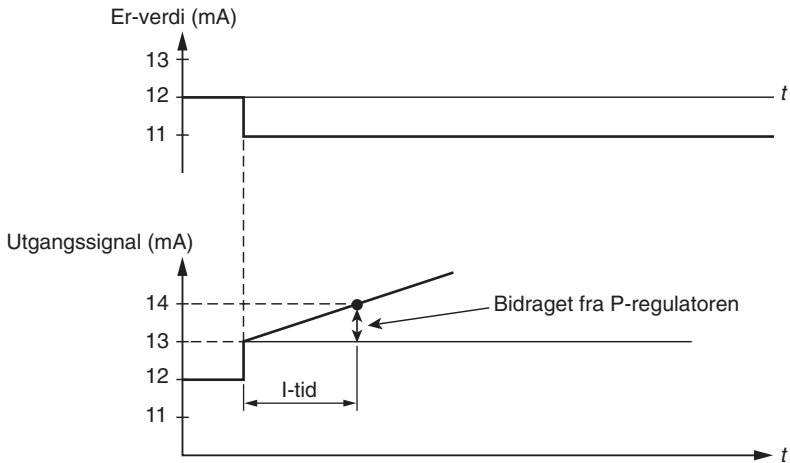 Er-verdi (mA)
13
12
t
11
Utgangssignal (mA)
14
Bidraget fra P-regulatoren
13
I-tid
12
11
t